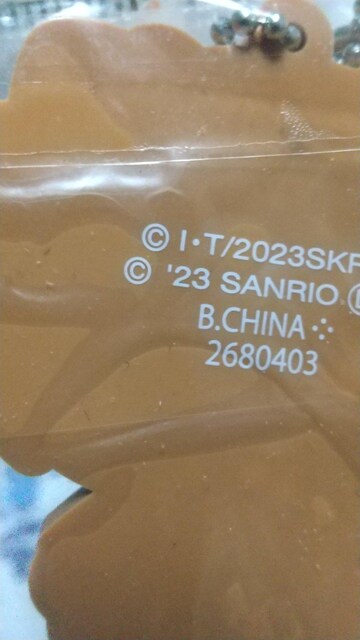 © I・T/2023SKF
© '23 SANRIO
B.CHINA
2680403